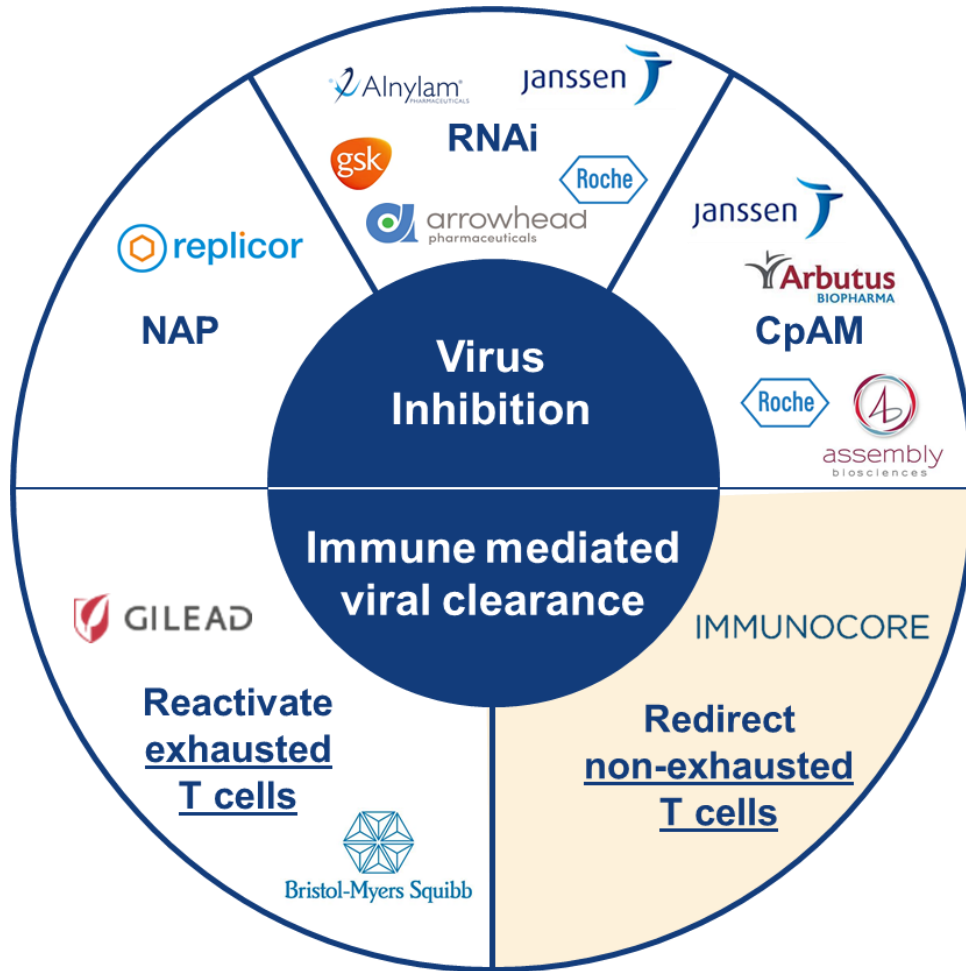 Alnylam®
PHARMACEUTICALS
janssen
RNAi
gsk
Roche
arrowhead
pharmaceuticals
replicor
NAP
janssen
Arbutus
BIOPHARMA
CpAM
Roche
assembly
biosciences
Virus
Inhibition
Immune mediated
viral clearance
GILEAD
Reactivate
exhausted
T cells
Bristol-Myers Squibb
IMMUNOCORE
Redirect
non-exhausted
T cells